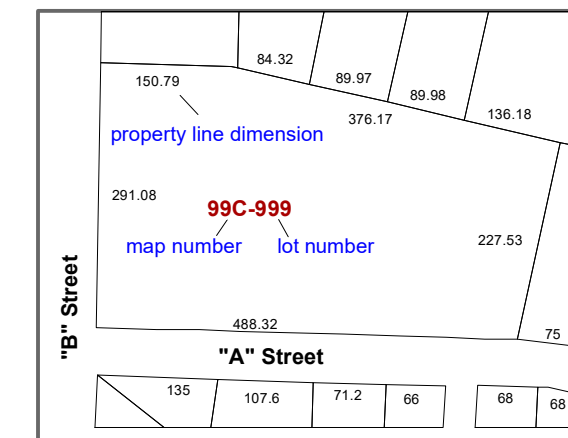 84.32
150.79
89.97
89.98
376.17
136.18
property line dimension
291.08
99C-999
map number
lot number
227.53
"B" Street
488.32
75
"A" Street
135
107.6
71.2
66
68
68